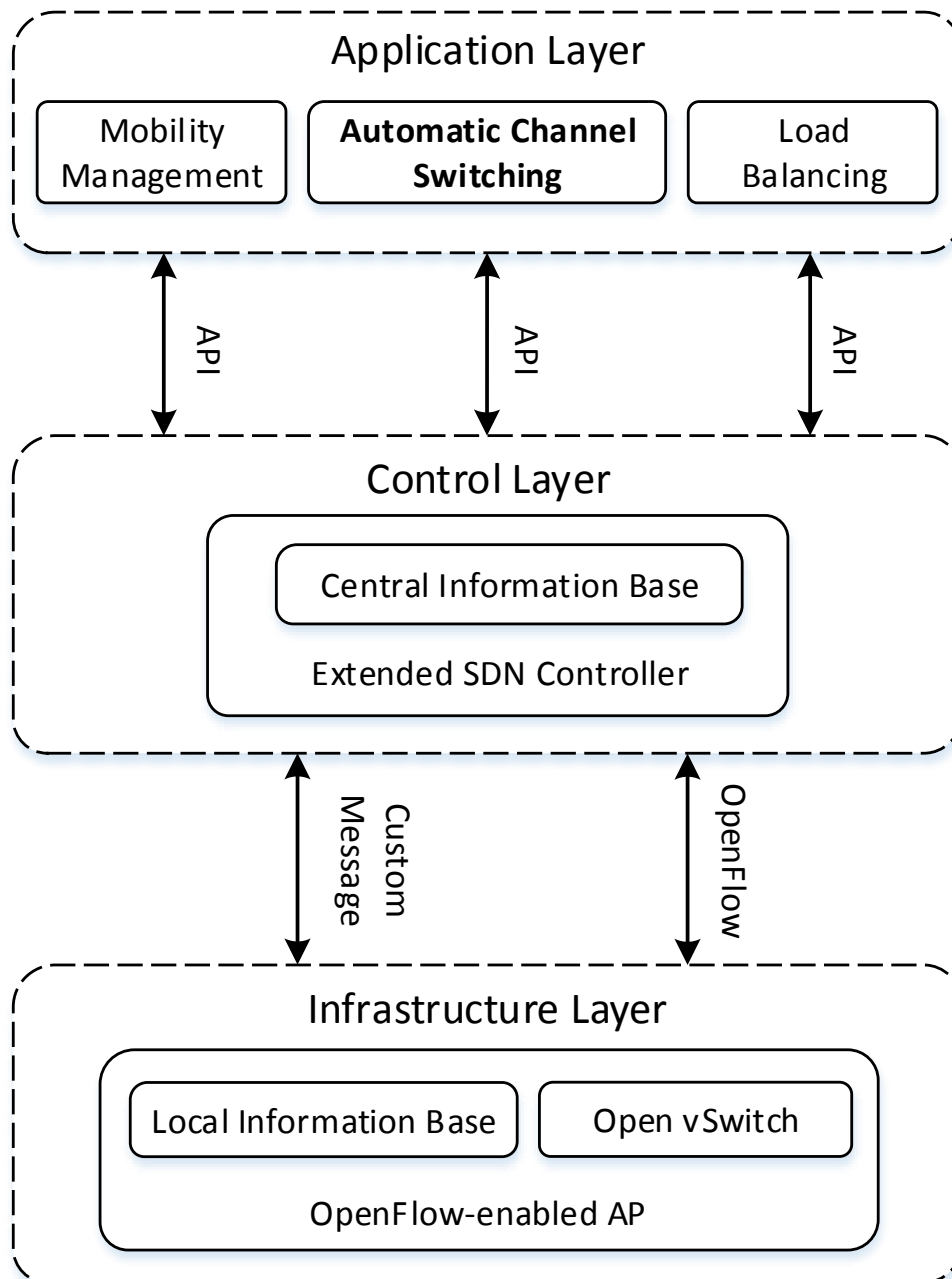 Application Layer
Mobility
Management
Automatic Channel
Switching
Load
Balancing
API
API
API
Control Layer
Central Information Base
Extended SDN Controller
Custom
Message
OpenFlow
Infrastructure Layer
Local Information Base
Open vSwitch
OpenFlow-enabled AP